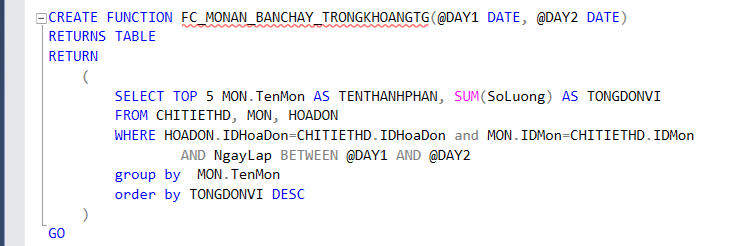 CREATE FUNCTION FC_MONAN_BANCHAY_TRONGKHOANGTG(@DAY1 DATE, @DAY2 DATE)
RETURNS TABLE
RETURN
(
SELECT TOP 5 MON.TenMon AS TENTHANHPHAN, SUM(SoLuong) AS TONGDONVI
FROM CHITIETHD, MON, HOADON
WHERE HOADON.IDHoaDon=CHITIETHD.IDHoaDon and MON.IDMon=CHITIETHD.IDMon
AND NgayLap BETWEEN @DAY1 AND @DAY2
group by  MON.TenMon
order by TONGDONVI DESC
)
GO